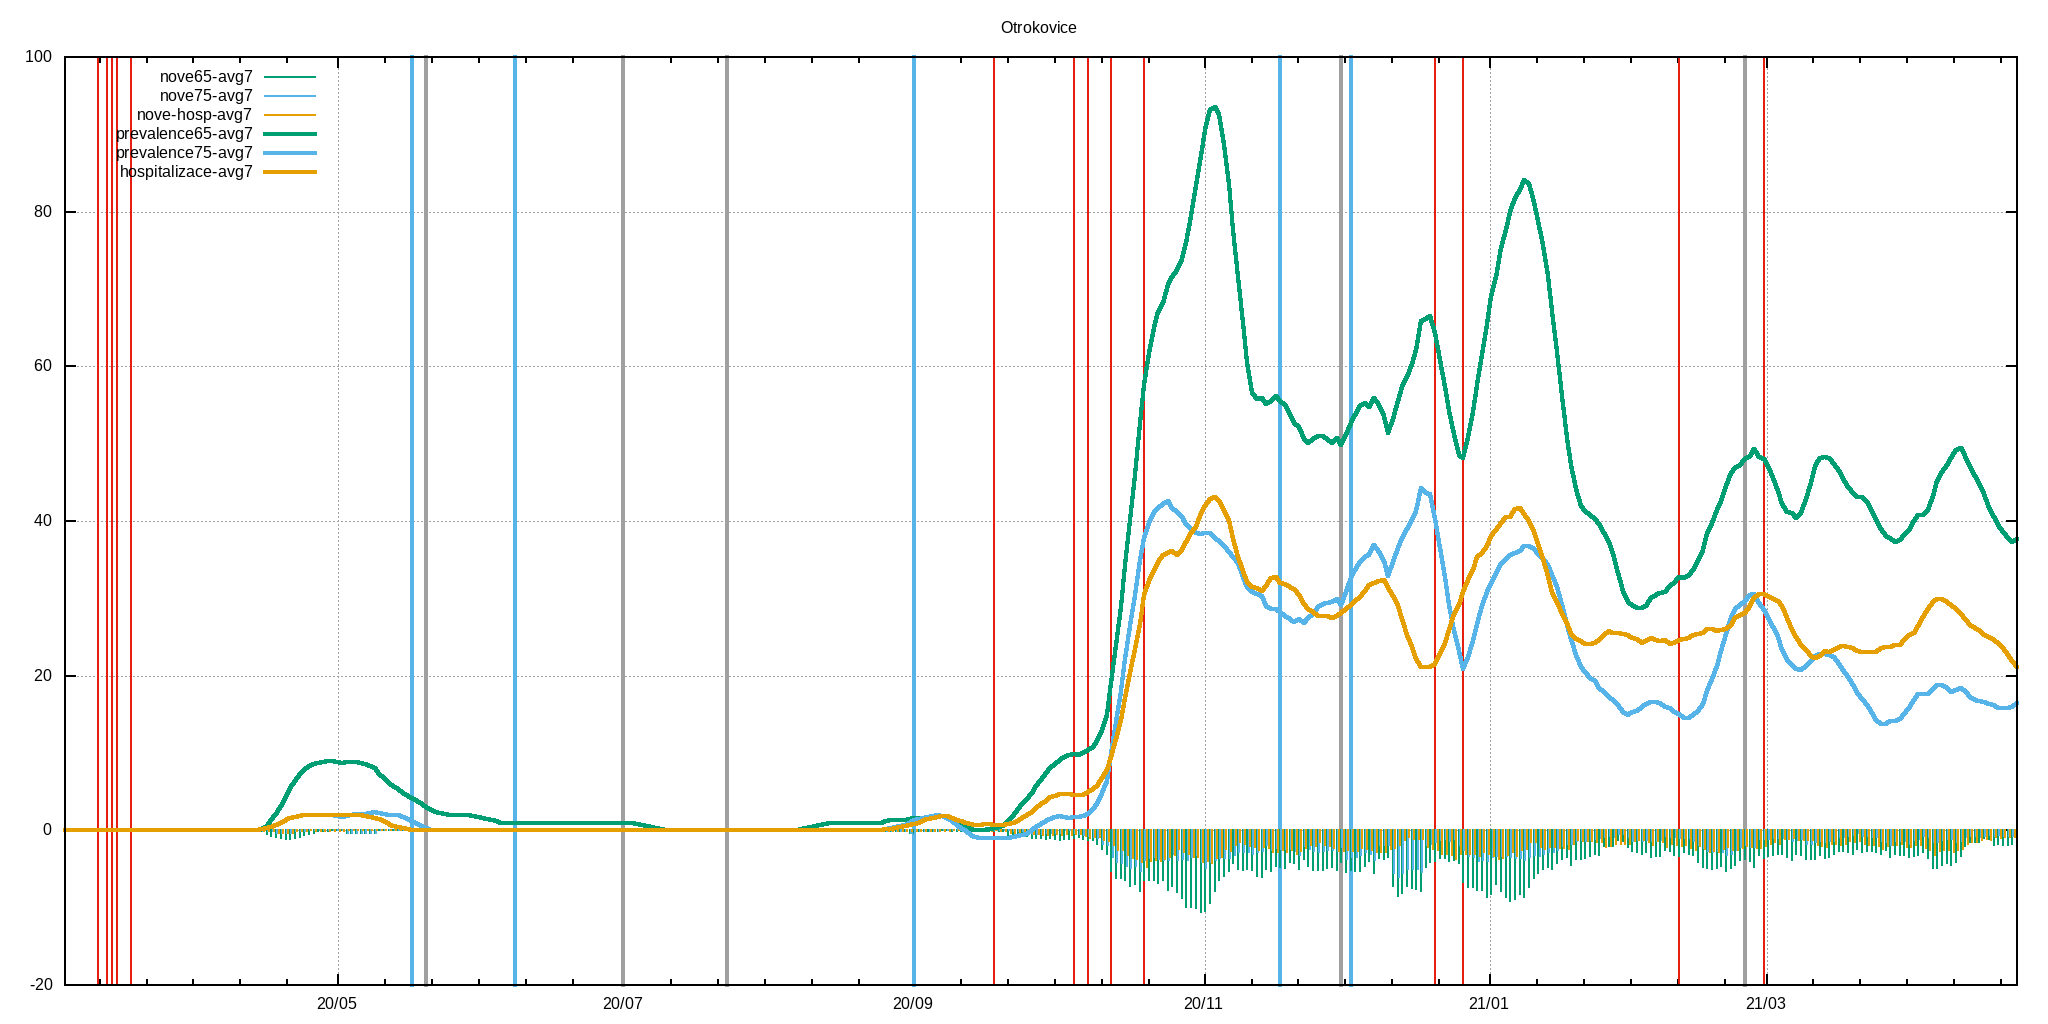 Otrokovice
100
nove65-avg7
nove75-avg7
nove-hosp-avg7
prevalence65-avg7
prevalence75-avg7
hospitalizace-avg7
80
60
40
20
0
-20
20/05 20/07 20/09 20/11 21/01 21/03